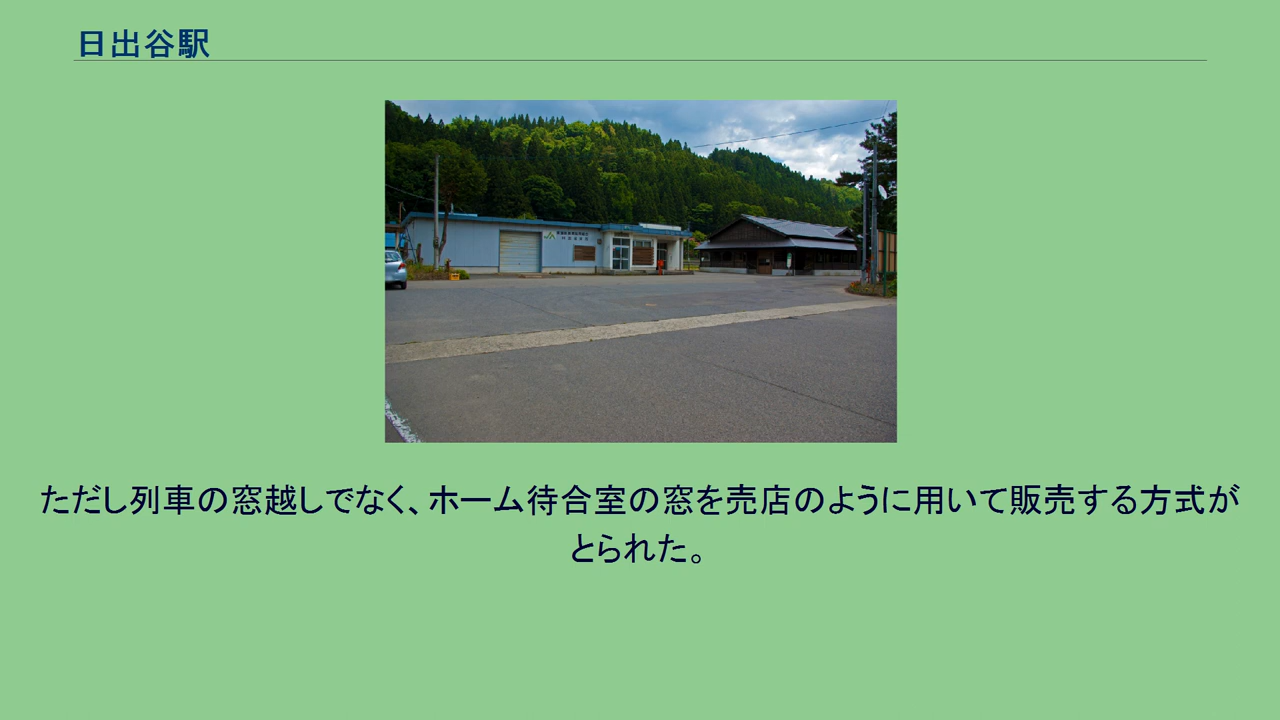 日出谷駅
ただし列車の窓越しでなく、ホーム待合室の窓を売店のように用いて販売する方式が
とられた。